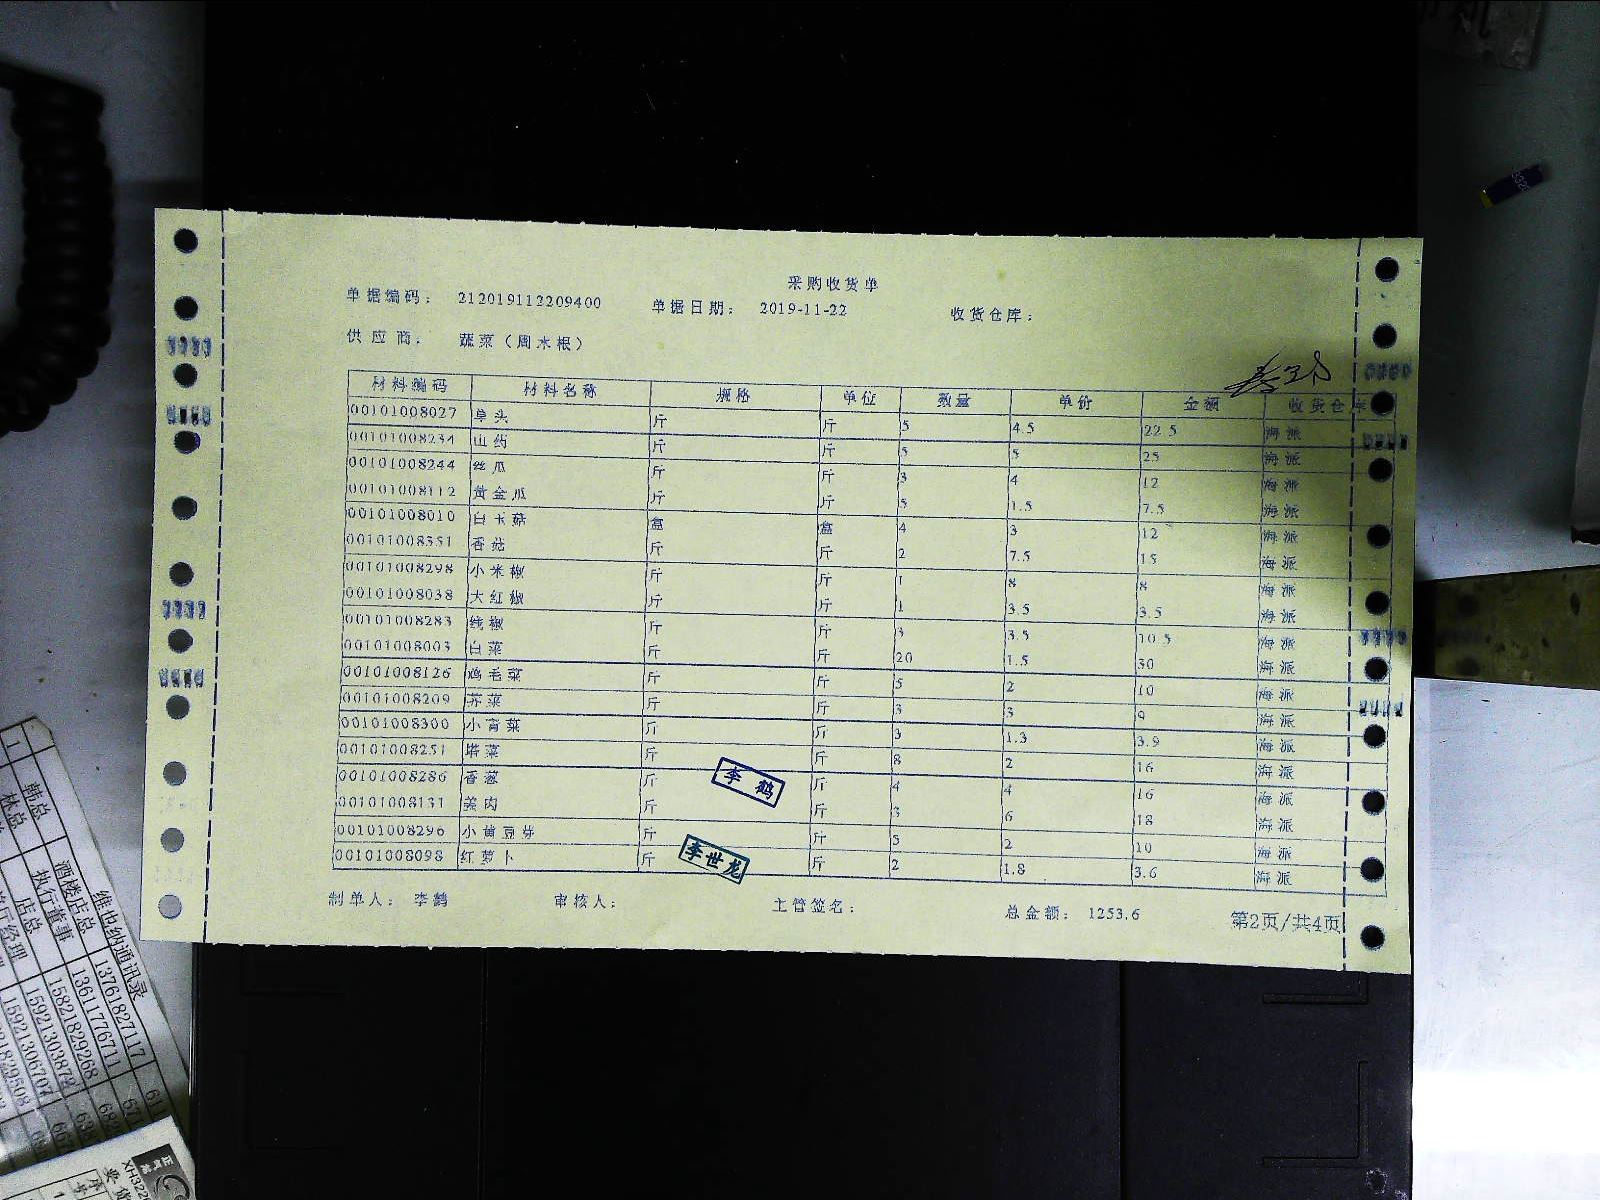 采购收货单
单据编码： 212019112209400 单据日期： 2019-11-22 收货仓库：
供应商. 蔬菜（周水根）
材料编码 材料名称 规格 单位 数量 单价 金额 收货仓库
00101008027 草头 斤 斤 5 4.5 22.5 海派
00101008234 山药 斤 斤 5 5 25 海派
00101008244 丝瓜 斤 斤 3 4 12 海派
00101008112 黄金瓜 斤 斤 5 1.5 7.5 海派
00101008010 白玉菇 盒 盒 4 3 12 海派
00101008351 香菇 斤 斤 2 7.5 15 海派
00101008298 小米椒 斤 斤 1 8 8 海派
00101008038 大红椒 斤 斤 1 3.5 3.5 海派
00101008283 线椒 斤 斤 3 3.5 10.5 海派
00101008003 白菜 斤 斤 20 1.5 30 海派
00101008126 鸡毛菜 斤 斤 5 2 10 海派
00101008209 荠菜 斤 斤 3 3 9 海派
00101008300 小青菜 斤 斤 3 1.3 3.9 海派
00101008251 塔菜 斤 斤 8 2 16 海派
00101008286 香葱 斤 斤 4 4 16 海派
00101008131 姜肉 斤 斤 3 6 18 海派
00101008296 小黄豆芽 斤 斤 5 2 10 海派
00101008098 红萝卜 斤 斤 2 1.8 3.6 海派
李鹤
李世龙
制单人： 李鹤 审核人： 主管签名： 总金额： 1253.6 第2页/共4页
维也纳通讯录
韩总 酒楼店总 13761827117
林总 执行董事 13611776711
店总 15821829268
15921303872
15921306707